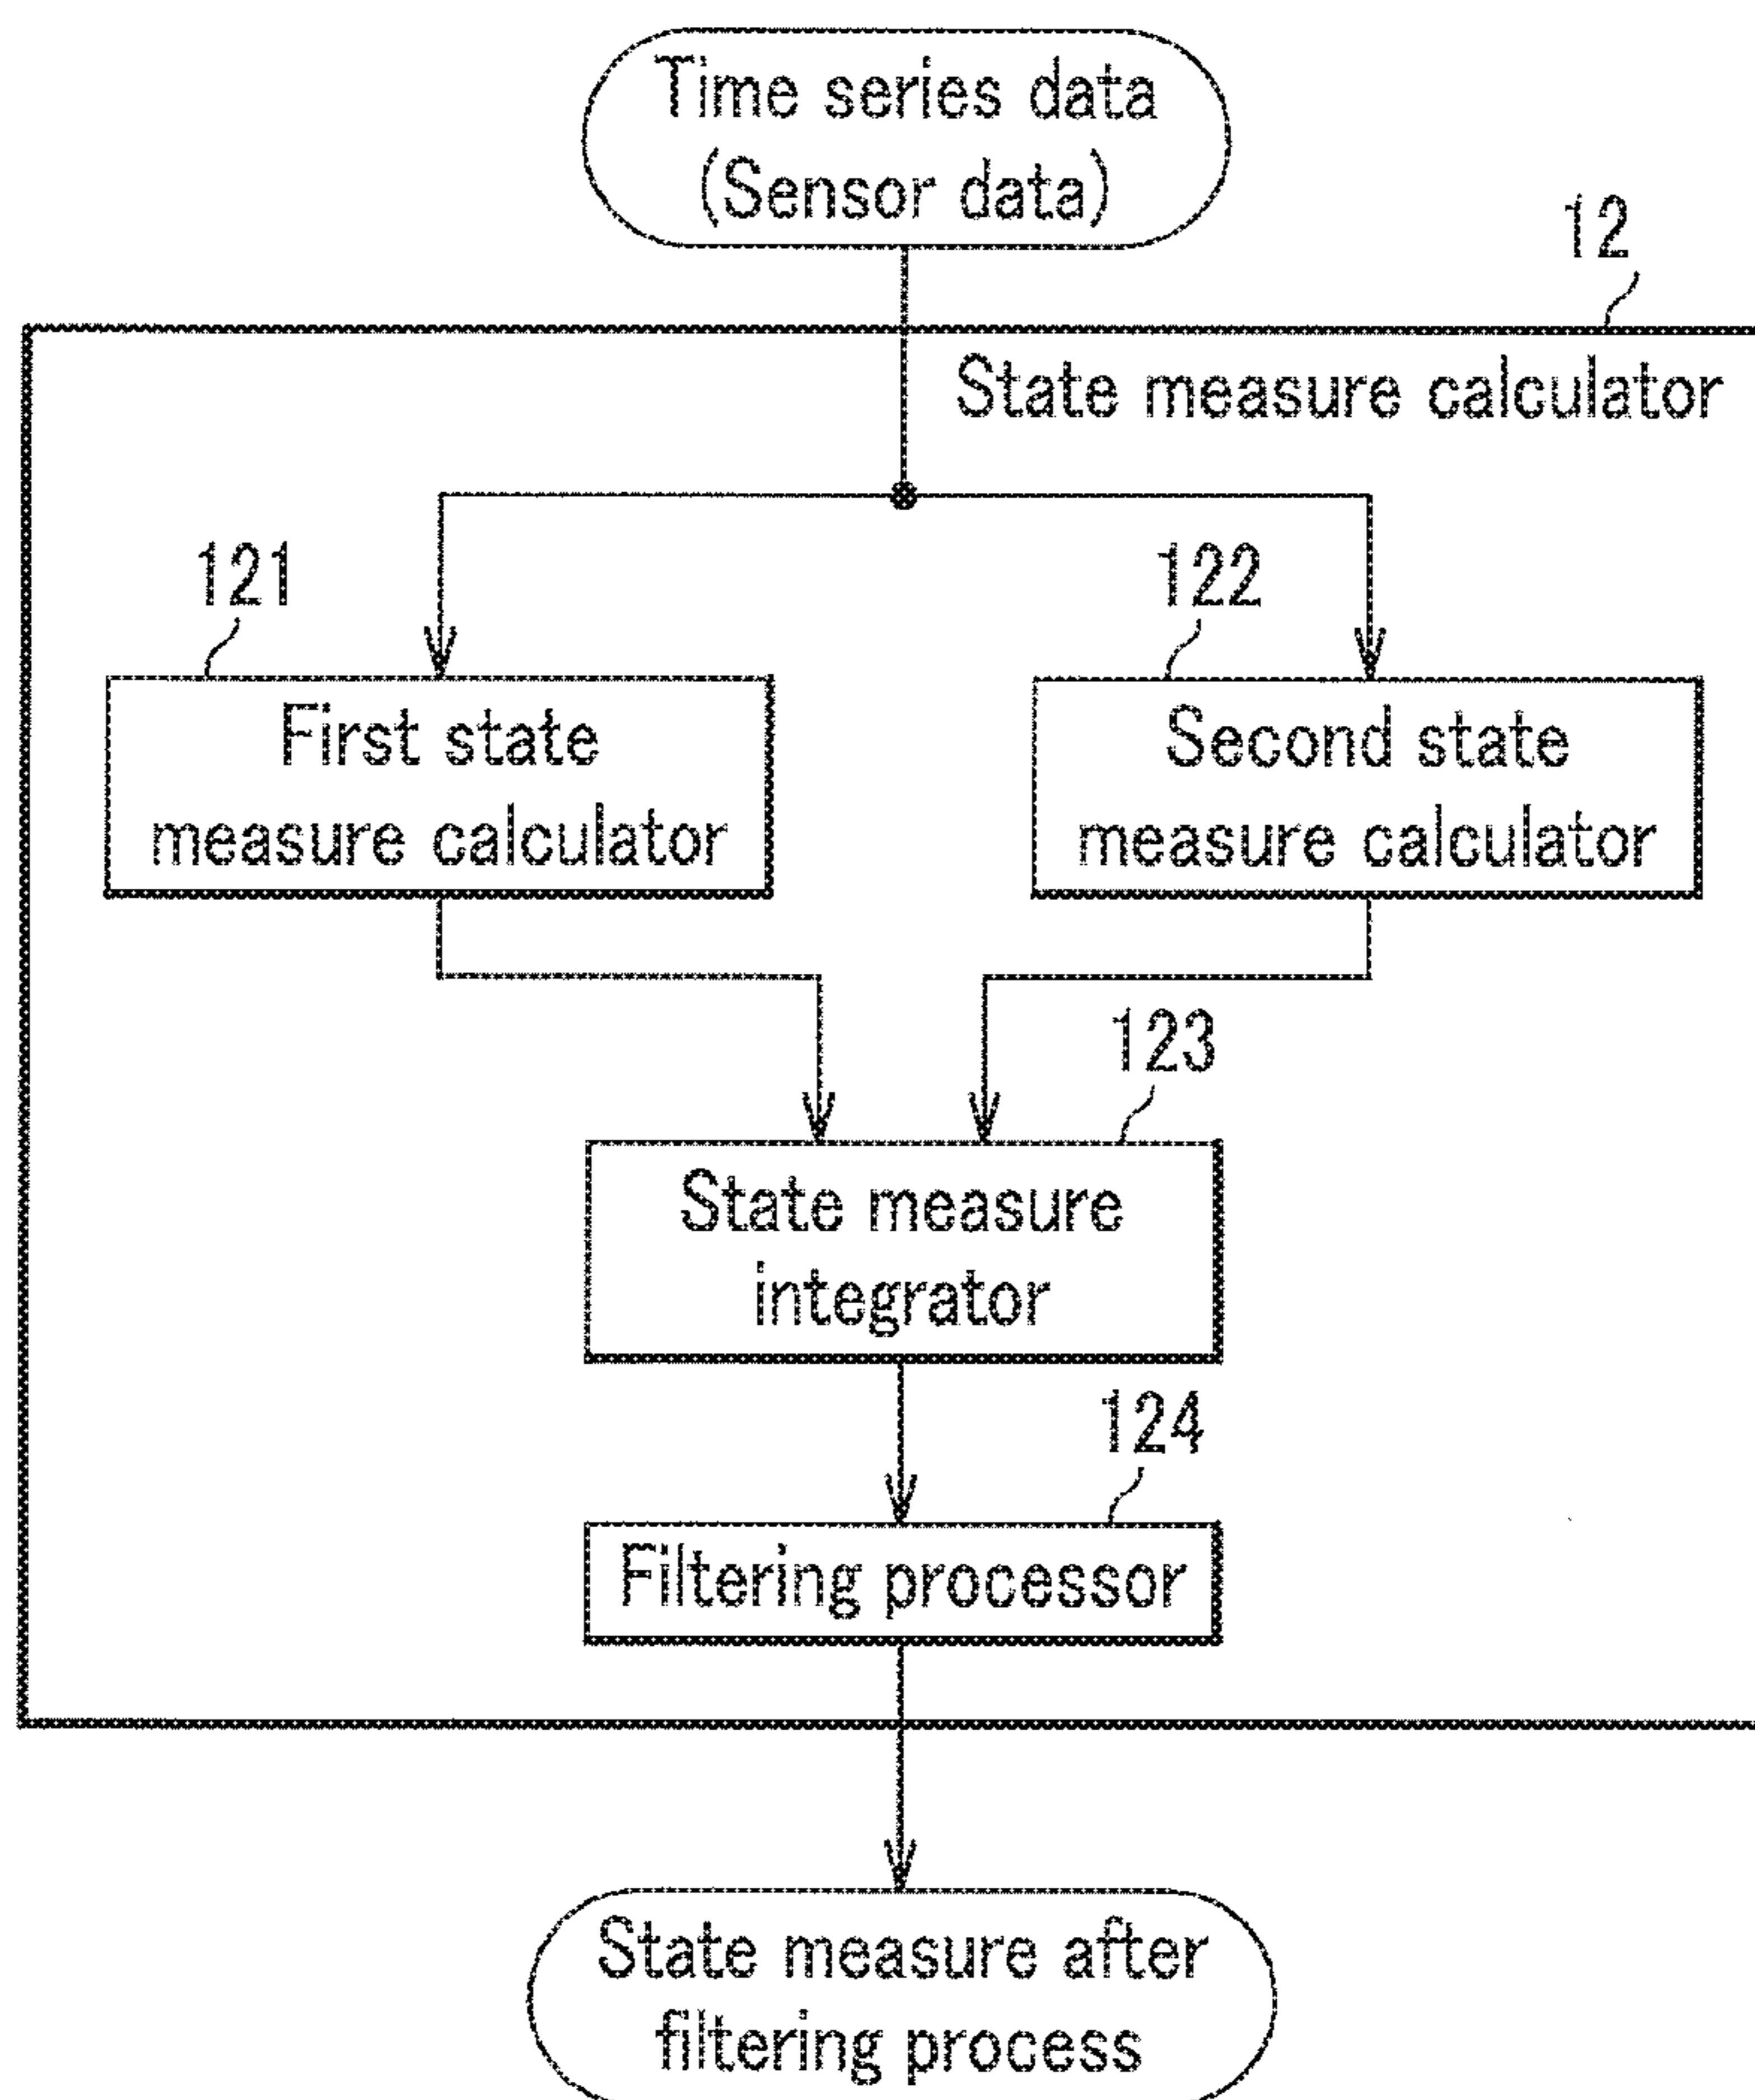 Time series data
(Sensor data)
12
State measure calculator
121
122
First state
measure calculator
Second state
measure calculator
123
State measure
integrator
124
Filtering processor
State measure after
filtering process